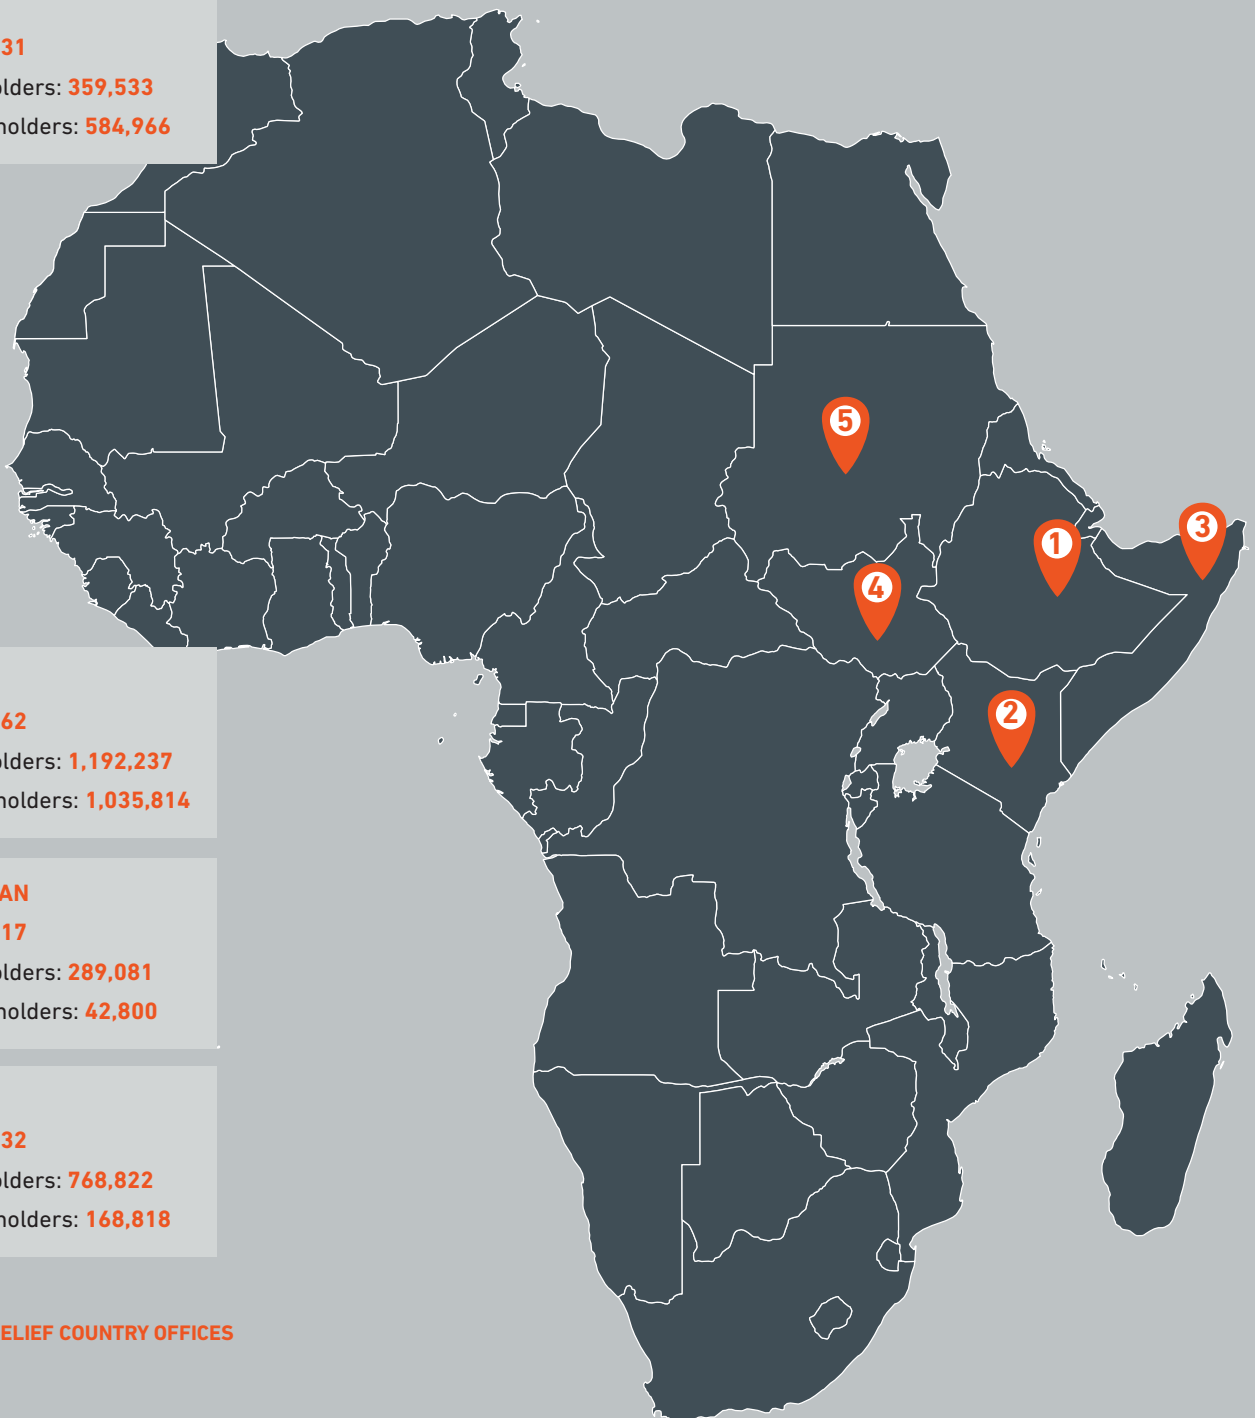 31
olders: 359,533
holders: 584,966
62
olders: 1,192,237
holders: 1,035,814
AN
17
olders: 289,081
holders: 42,800
32
olders: 768,822
holders: 168,818
ELIEF COUNTRY OFFICES
5
3
1
4
2